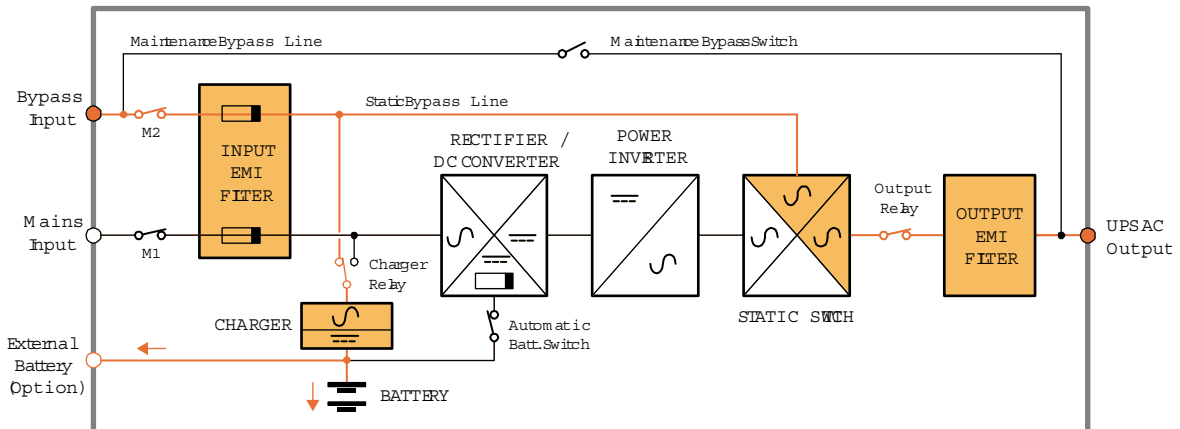 Maintenance Bypass Line
Maintenance Bypass Switch
Bypass
Input
M2
Static Bypass Line
INPUT
EMI
FILTER
RECTIFIER /
DC CONVERTER
POWER
INVERTER
Output
Relay
OUTPUT
EMI
FILTER
Mains
Input
M1
UPS AC
Output
Charger
Relay
CHARGER
STATIC SWITCH
Automatic
Batt. Switch
External
Battery
(Option)
BATTERY